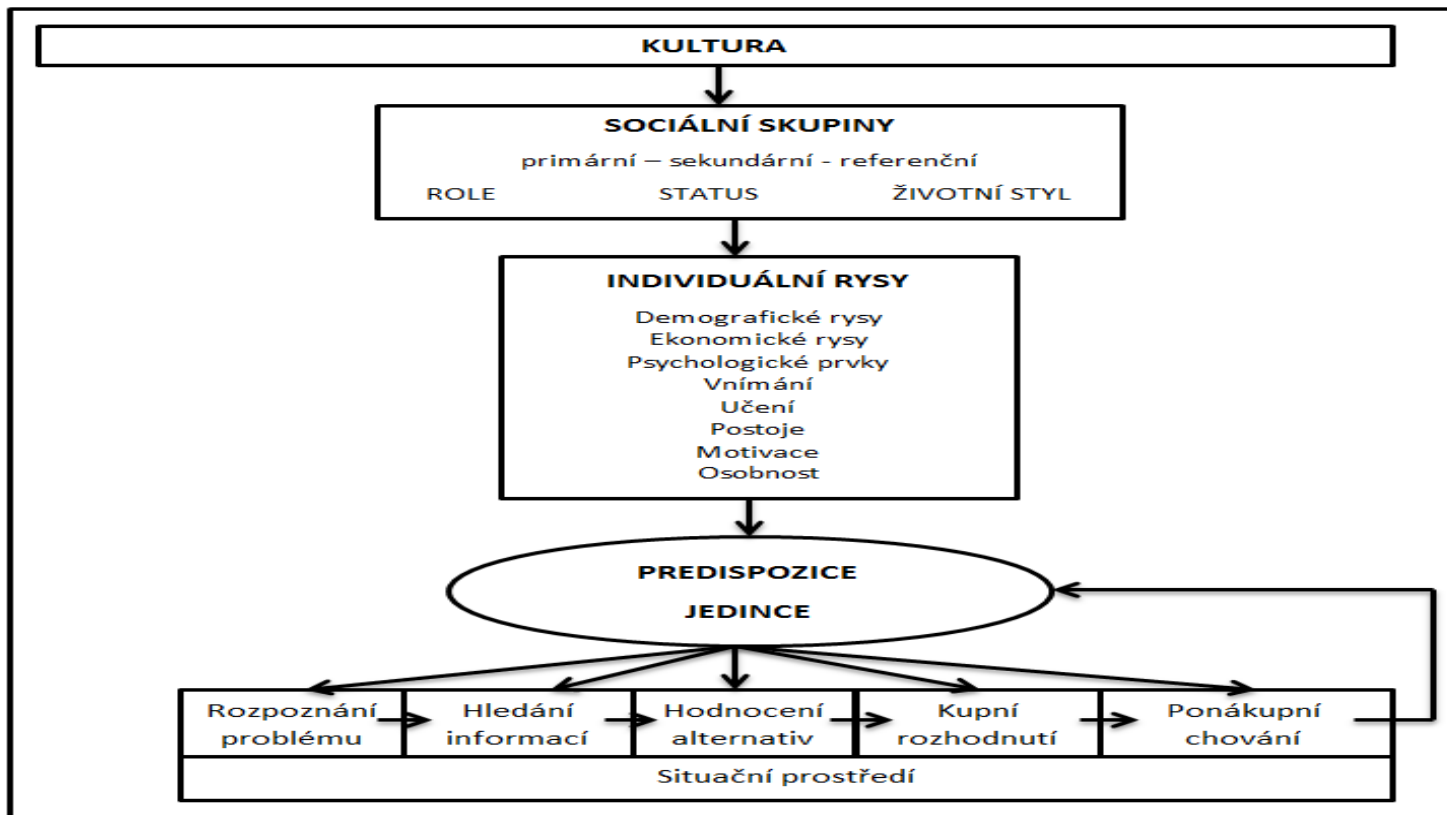 KULTURA
SOCIÁLNÍ SKUPINY
primární – sekundární - referenční
ROLE STATUS ŽIVOTNÍ STYL
INDIVIDUÁLNÍ RYSY
Demografické rysy
Ekonomické rysy
Psychologické prvky
Vnímání
Učení
Postoje
Motivace
Osobnost
PREDISPOZICE
JEDINCE
Rozpoznání
problému
Hledání
informací
Hodnocení
alternativ
Kupní
rozhodnutí
Ponákupní
chování
Situační prostředí